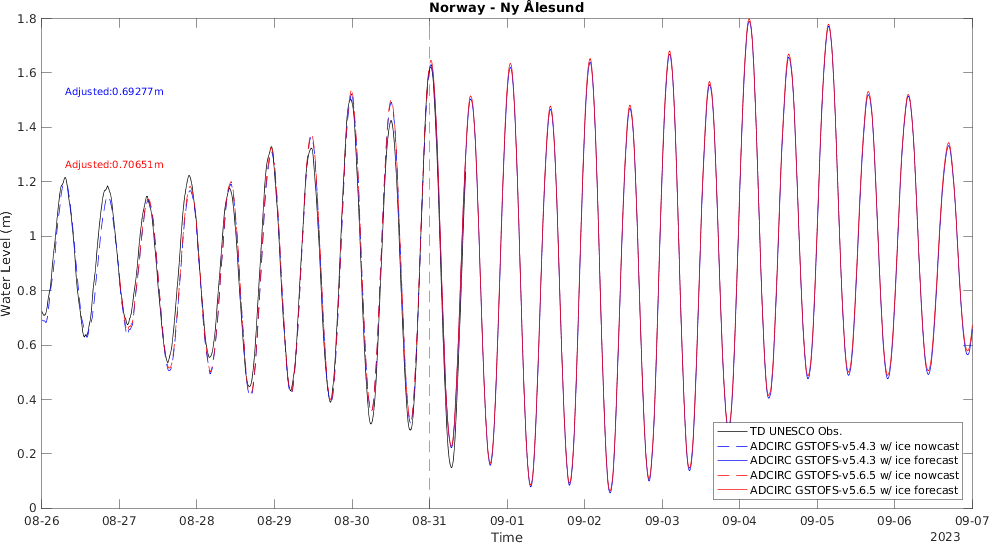 Norway - Ny Ålesund
1.8
1.6
1.4
1.2
1
0.8
0.6
0.4
0.2
0
Water Level (m)
Adjusted:0.69277m
Adjusted:0.70651m
TD UNESCO Obs.
ADCIRC GSTOFS-v5.4.3 w/ ice nowcast
ADCIRC GSTOFS-v5.4.3 w/ ice forecast
ADCIRC GSTOFS-v5.6.5 w/ ice nowcast
ADCIRC GSTOFS-v5.6.5 w/ ice forecast
08-26 08-27 08-28 08-29 08-30 08-31 09-01 09-02 09-03 09-04 09-05 09-06 09-07
Time
2023